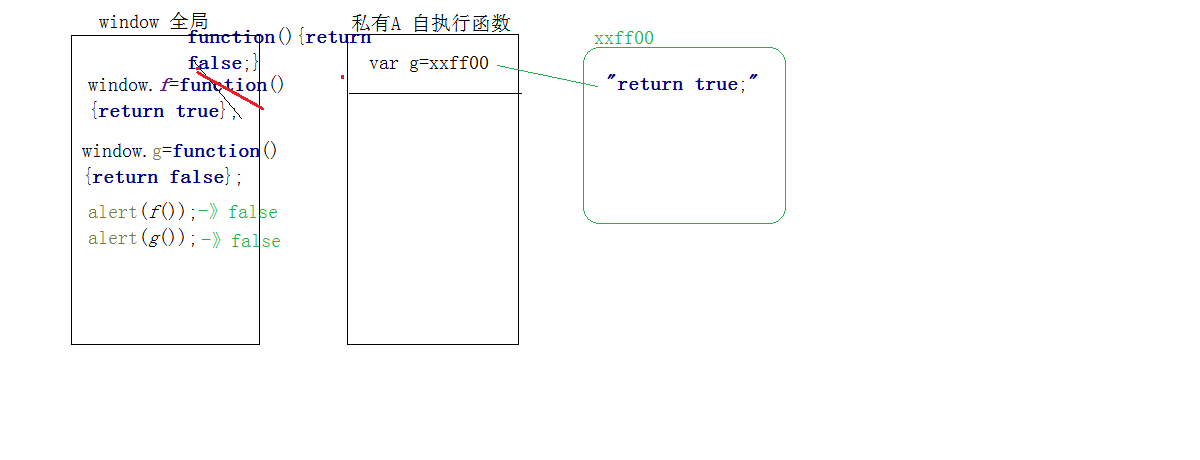 window 全局
function(){return
false;}
window.f=function()
{return true};
window.g=function()
{return false};
alert(f());-》false
alert(g());-》false
私有A 自执行函数
var g=xxff00
xxff00
"return true;"